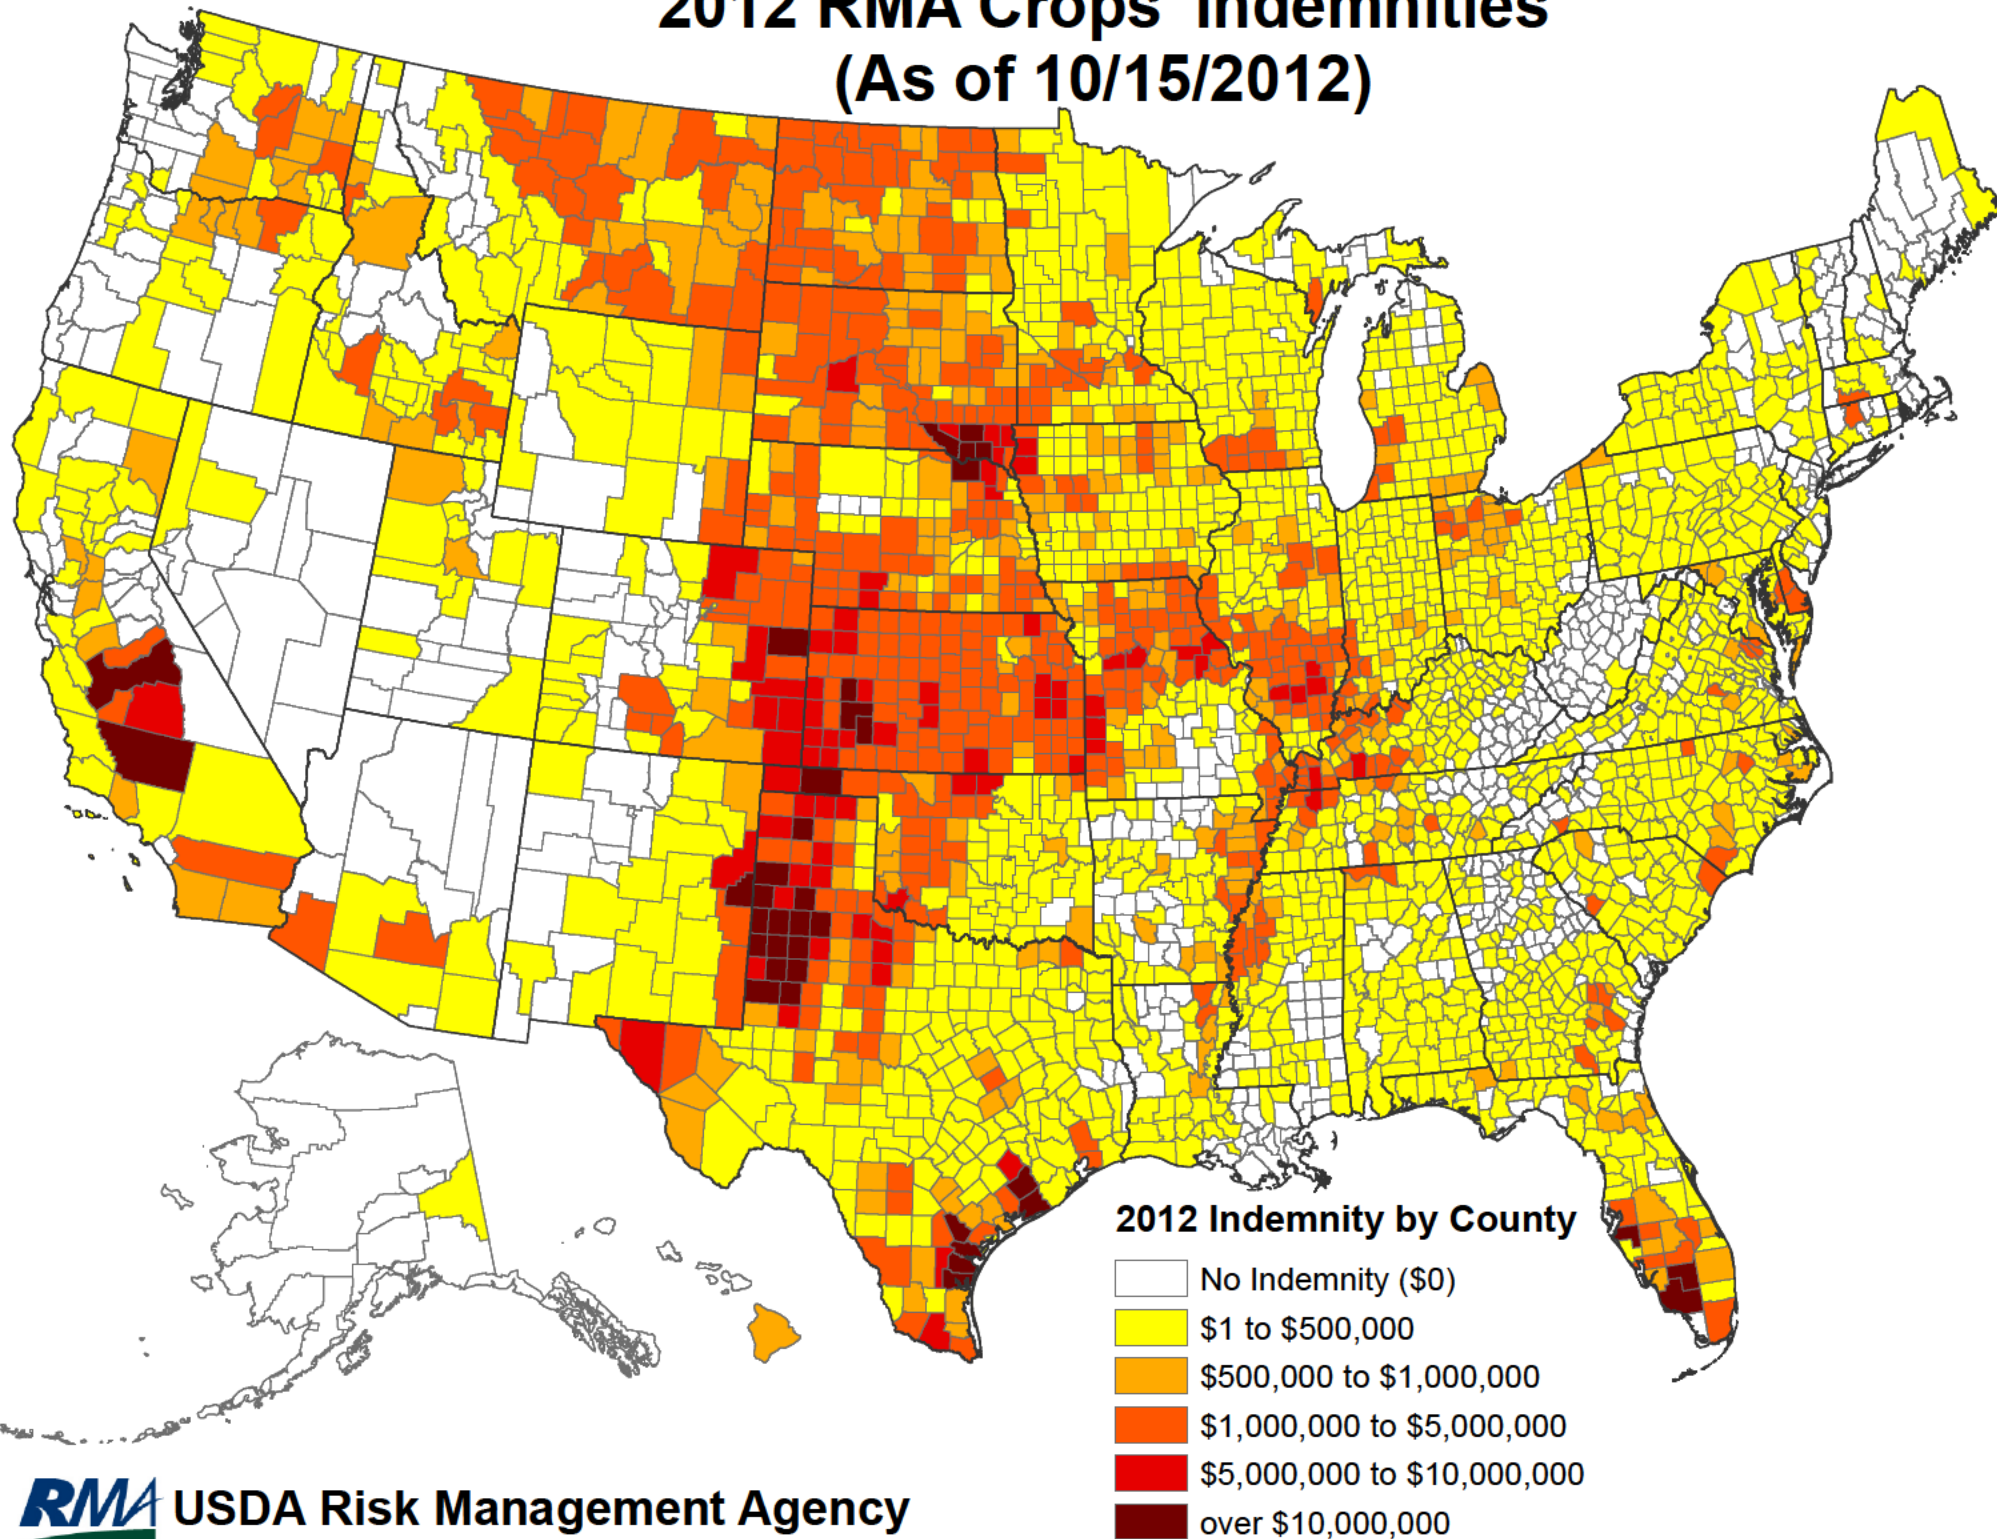 2012 RMA Crops' Indemnities
(As of 10/15/2012)
2012 Indemnity by County
No Indemnity ($0)
$1 to $500,000
$500,000 to $1,000,000
$1,000,000 to $5,000,000
$5,000,000 to $10,000,000
over $10,000,000
RMA USDA Risk Management Agency